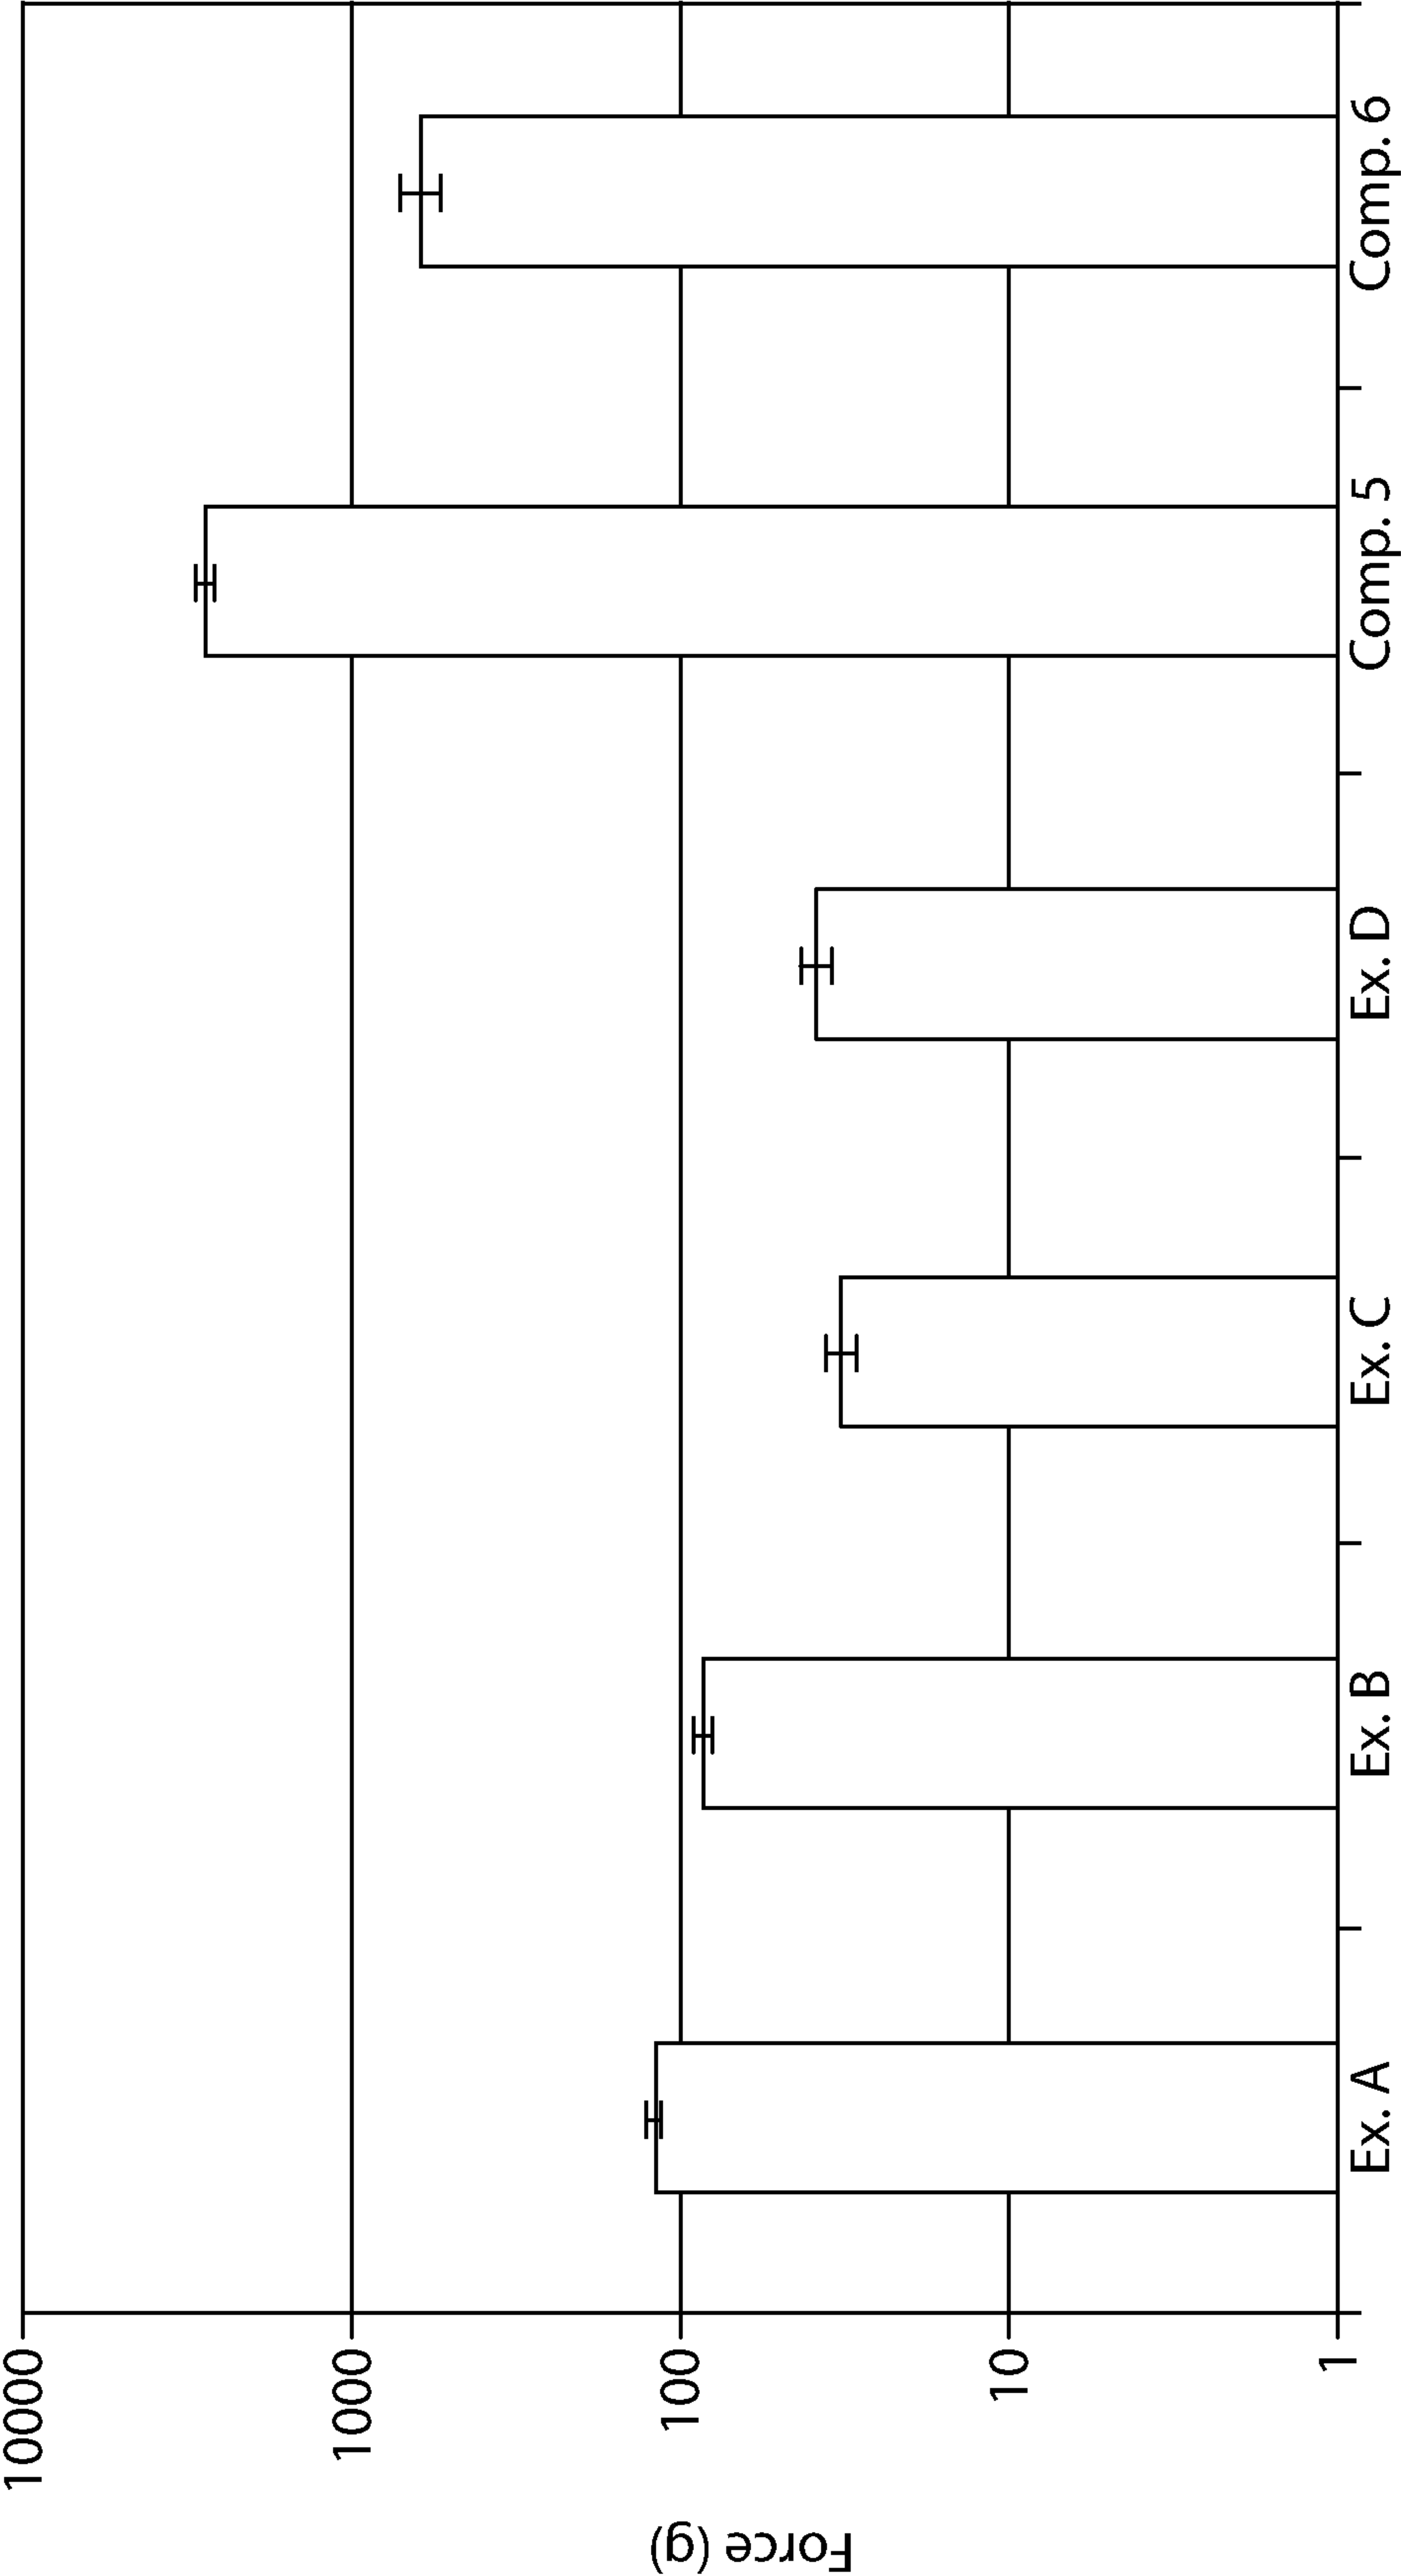 10000
1000
100
10
1
Force (g)
Ex. A
Ex. B
Ex. C
Ex. D
Comp. 5
Comp. 6